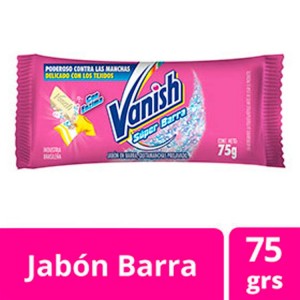 PODEROSO CONTRA LAS MANCHAS
DELICADO CON LOS TEJIDOS
Vanish
Súper Barra
CONT. NETO
75g
INDUSTRIA
BRASILEÑA
JABÓN EN BARRA, QUITAMANCHAS PRELAVADO
Jabón Barra
75
grs